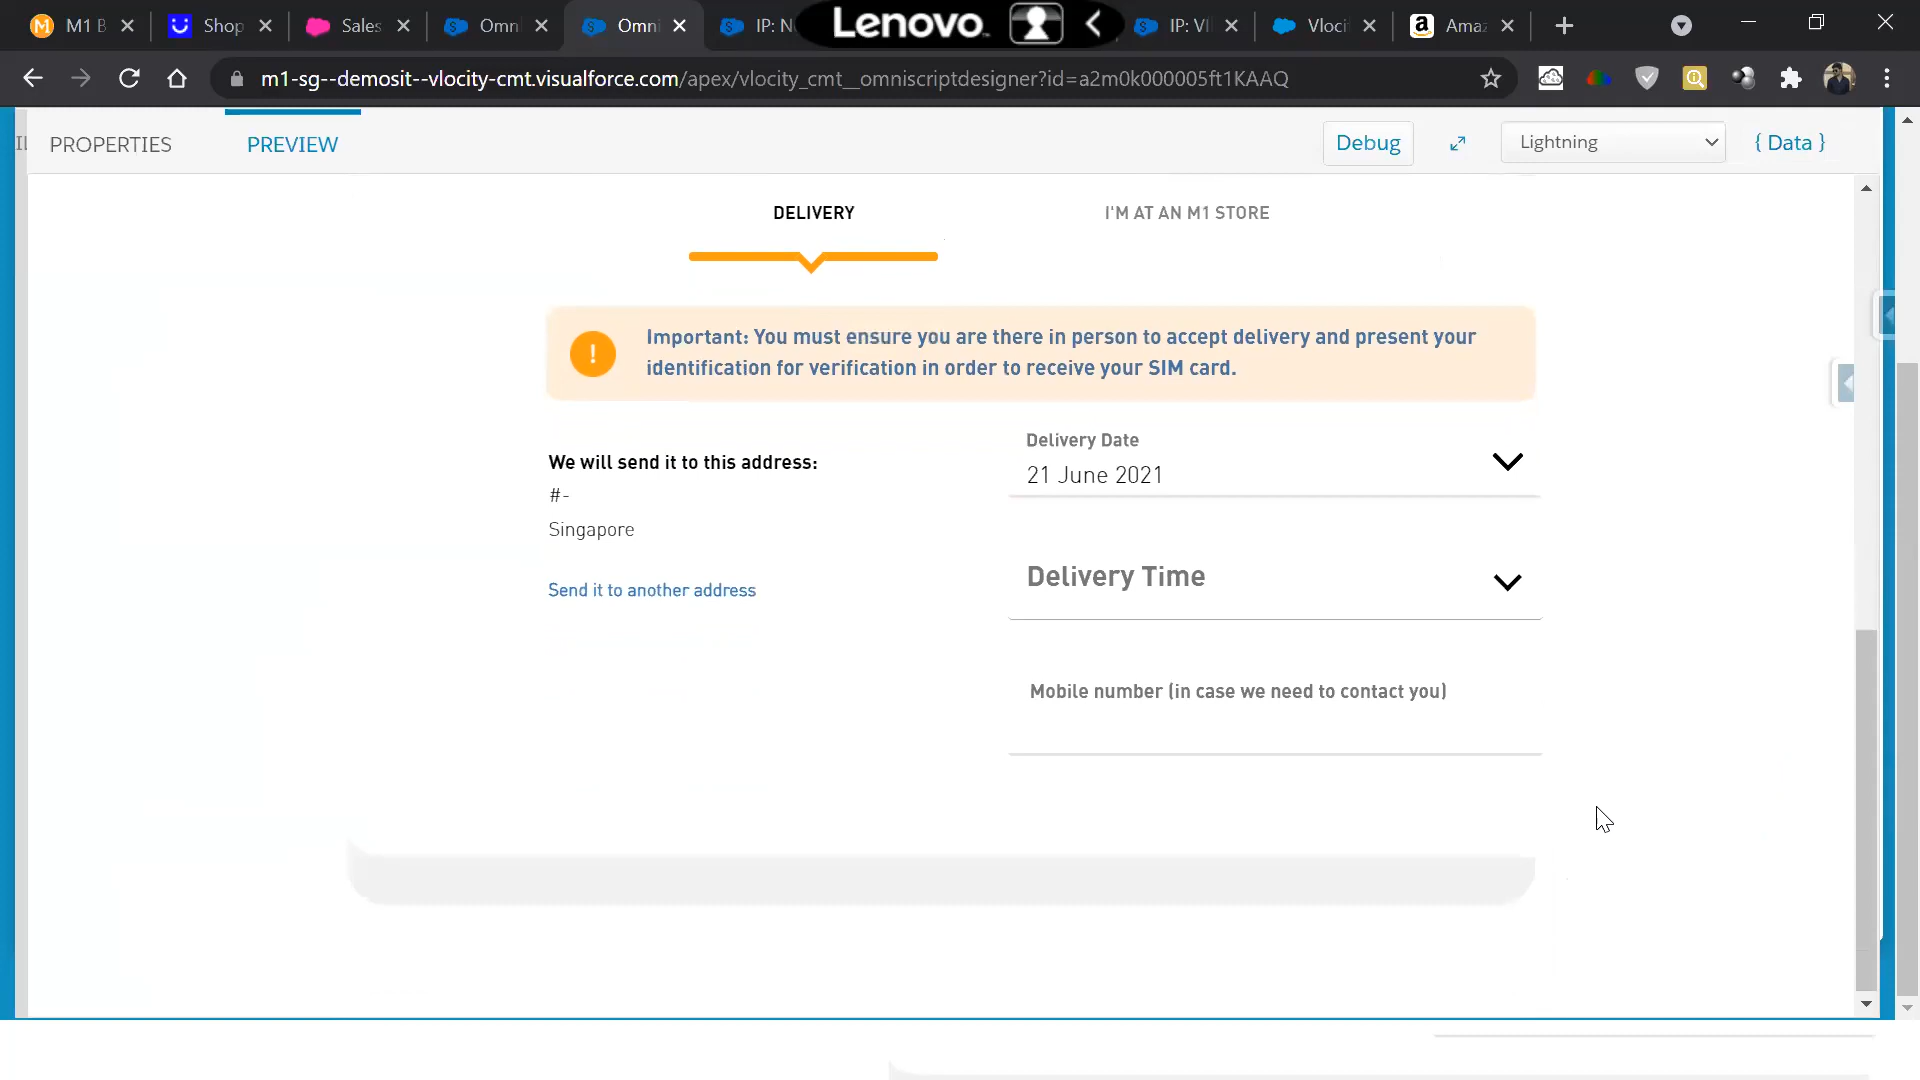 M1 B
Shop
Sales
Omni
Omni
IP: N
Lenovo
IP: VI
Vloci
Amaz
m1-sg--demosit--vlocity-cmt.visualforce.com/apex/vlocity_cmt__omniscriptdesigner?id=a2m0k000005ft1KAAQ
PROPERTIES
PREVIEW
Debug
Lightning
{ Data }
DELIVERY
I'M AT AN M1 STORE
Important: You must ensure you are there in person to accept delivery and present your
identification for verification in order to receive your SIM card.
We will send it to this address:
#-
Singapore
Send it to another address
Delivery Date
21 June 2021
Delivery Time
Mobile number (in case we need to contact you)